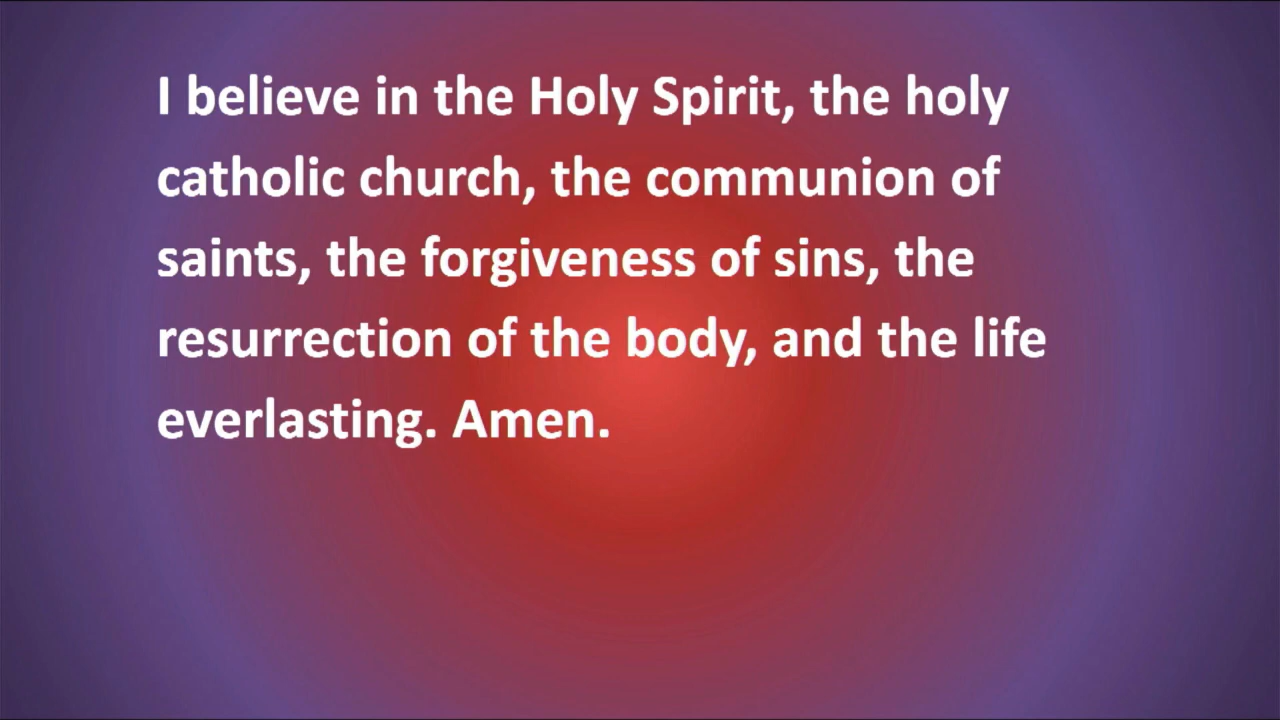 I believe in the Holy Spirit, the holy
catholic church, the communion of
saints, the forgiveness of sins, the
resurrection of the body, and the life
everlasting. Amen.